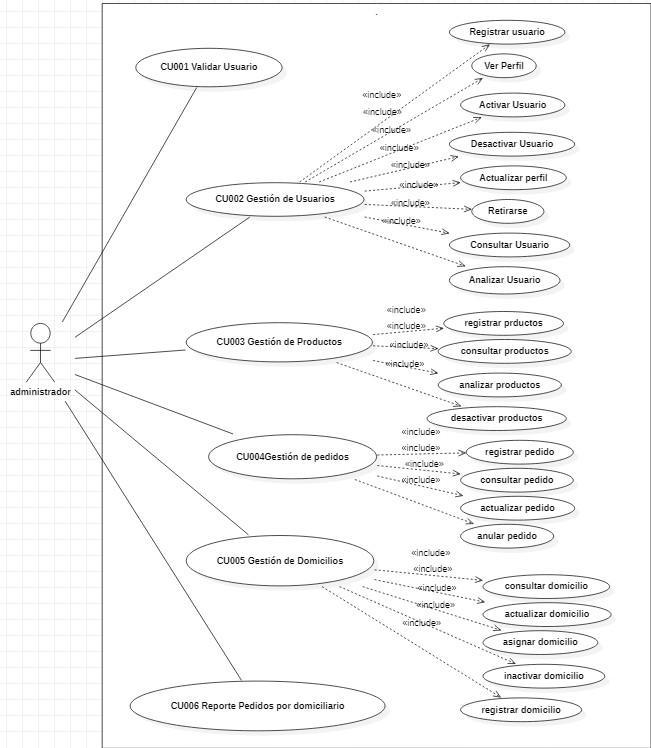 Registrar usuario
CU001 Validar Usuario
Ver Perfil
«include»
Activar Usuario
«include»
«include»
Desactivar Usuario
«include»
«include»
Actualizar perfil
«include»
CU002 Gestión de Usuarios
«include»
Retirarse
«include»
Consultar Usuario
Analizar Usuario
«include»
registrar prductos
«include»
CU003 Gestión de Productos
«include»
consultar productos
«include»
analizar productos
administrador
desactivar productos
«include»
«include»
registrar pedido
CU004Gestión de pedidos
«include»
consultar pedido
«include»
actualizar pedido
anular pedido
«include»
CU005 Gestión de Domicilios
«include»
consultar domicilio
«include»
«include»
actualizar domicilio
«include»
asignar domicilio
inactivar domicilio
CU006 Reporte Pedidos por domiciliario
registrar domicilio